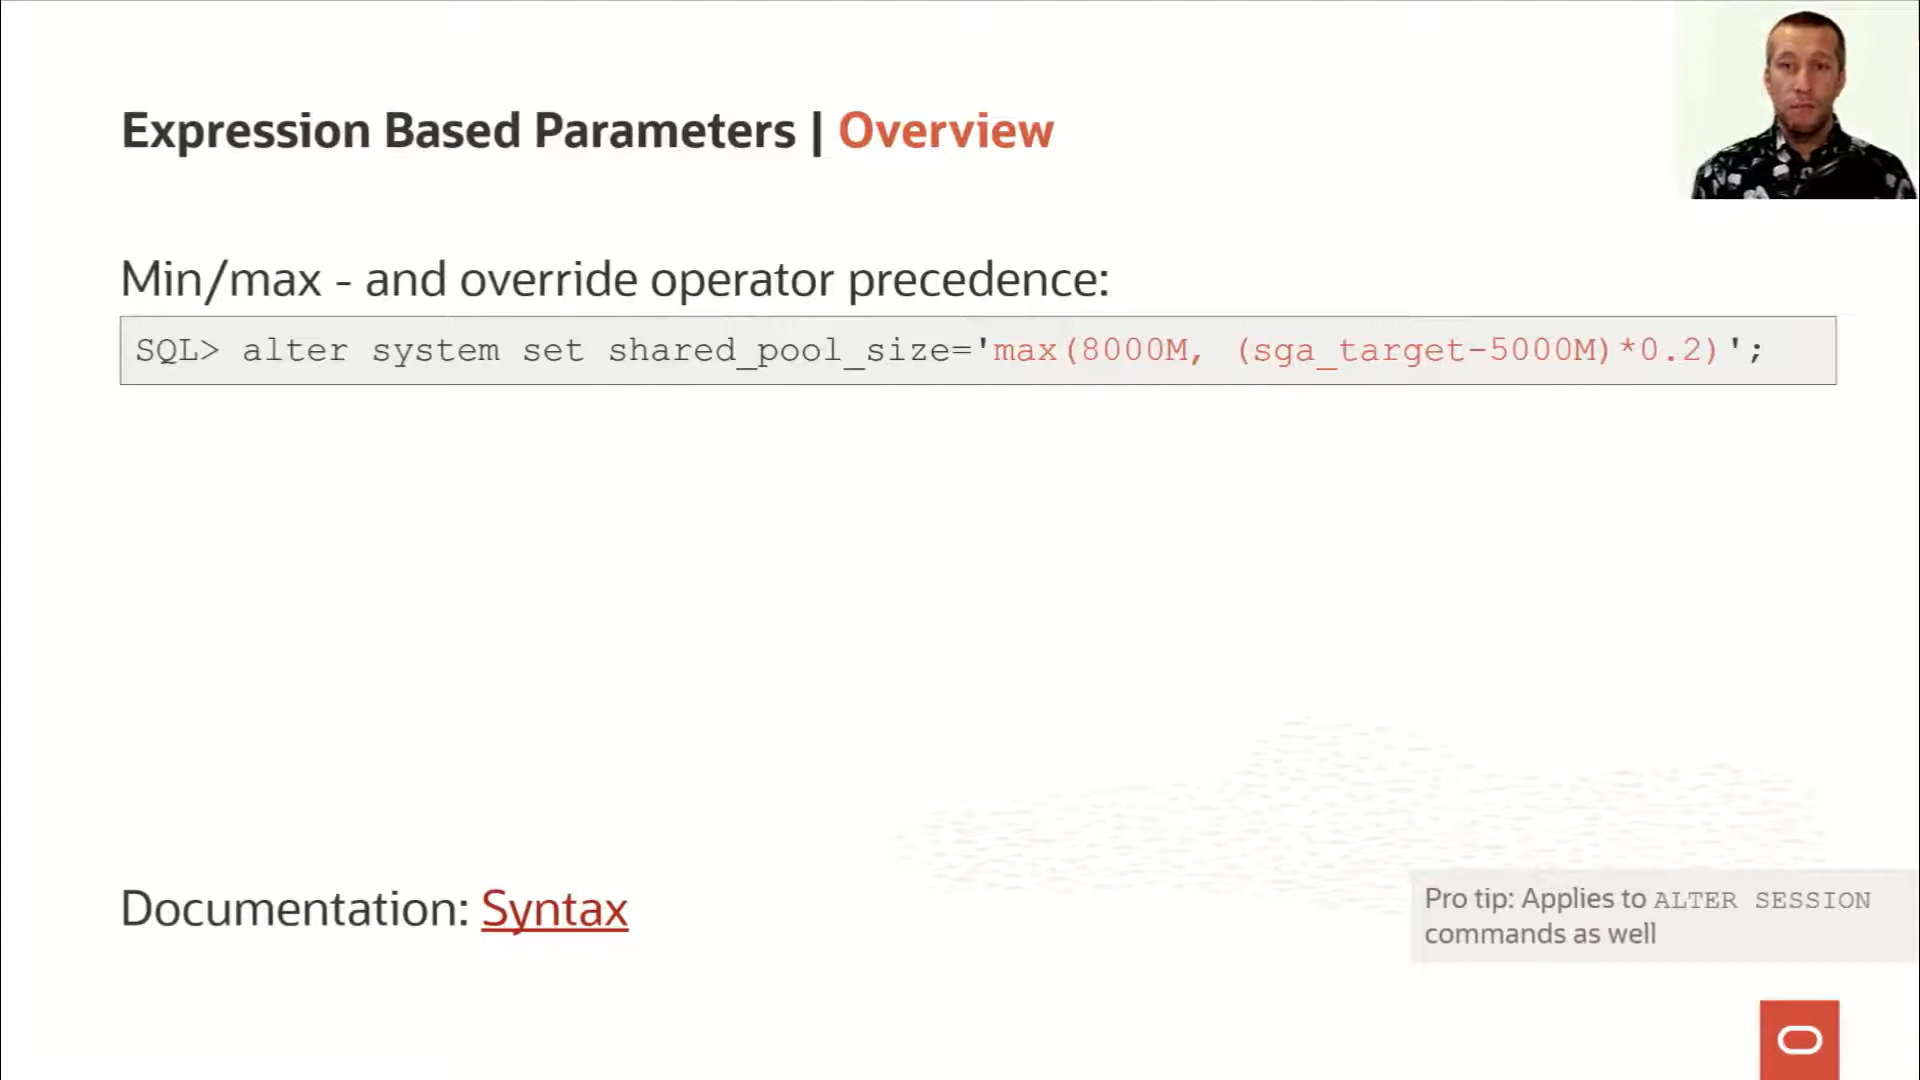 Expression Based Parameters | Overview
Min/max - and override operator precedence:
SQL> alter system set shared_pool_size='max(8000M, (sga_target-5000M)*0.2)';
Documentation: Syntax
Pro tip: Applies to ALTER SESSION
commands as well